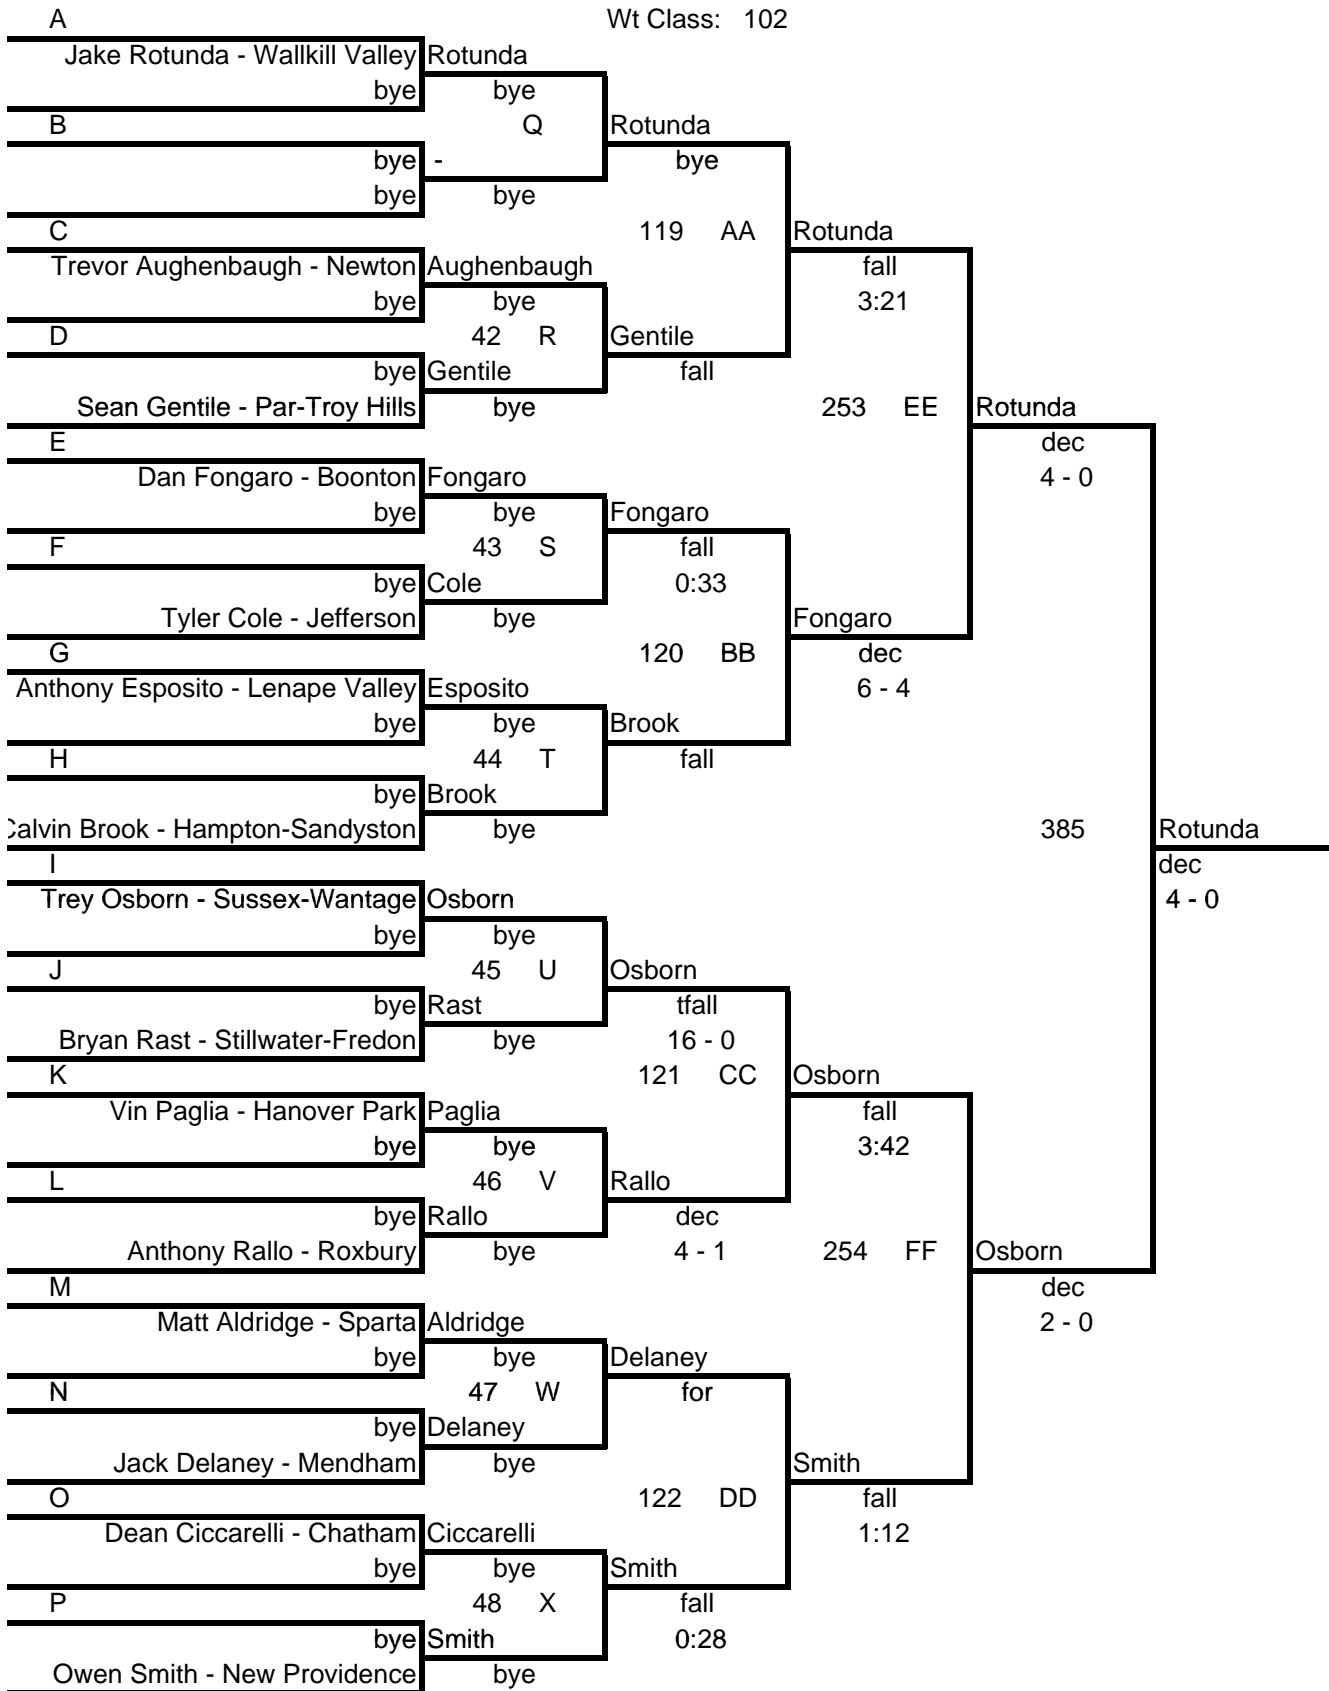 A Wt Class: 102
Jake Rotunda - Wallkill Valley Rotunda
bye bye
B Q Rotunda
bye - bye
bye bye
C 119 AA Rotunda
Trevor Aughenbaugh - Newton Aughenbaugh fall
bye bye 3:21
D 42 R Gentile
bye Gentile fall
Sean Gentile - Par-Troy Hills bye 253 EE Rotunda
E dec
Dan Fongaro - Boonton Fongaro 4 - 0
bye bye Fongaro
F 43 S fall
bye Cole 0:33
Tyler Cole - Jefferson bye Fongaro
G 120 BB dec
Anthony Esposito - Lenape Valley Esposito 6 - 4
bye bye Brook
H 44 T fall
bye Brook
Calvin Brook - Hampton-Sandyston bye 385 Rotunda
I dec
Trey Osborn - Sussex-Wantage Osborn 4 - 0
bye bye
J 45 U Osborn
bye Rast tfall
Bryan Rast - Stillwater-Fredon bye 16 - 0
K 121 CC Osborn
Vin Paglia - Hanover Park Paglia fall
bye bye 3:42
L 46 V Rallo
bye Rallo dec
Anthony Rallo - Roxbury bye 4 - 1 254 FF Osborn
M dec
Matt Aldridge - Sparta Aldridge 2 - 0
bye bye Delaney
N 47 W for
bye Delaney
Jack Delaney - Mendham bye Smith
O 122 DD fall
Dean Ciccarelli - Chatham Ciccarelli 1:12
bye bye Smith
P 48 X fall
bye Smith 0:28
Owen Smith - New Providence bye